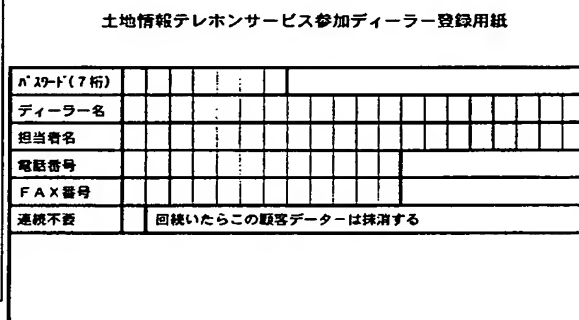 土地情報テレホンサービス参加ディーラー登録用紙
パスワード(7桁)
ディーラー名
担当者名
電話番号
FAX番号
連続不要 回続いたらこの顧客データーは抹消する